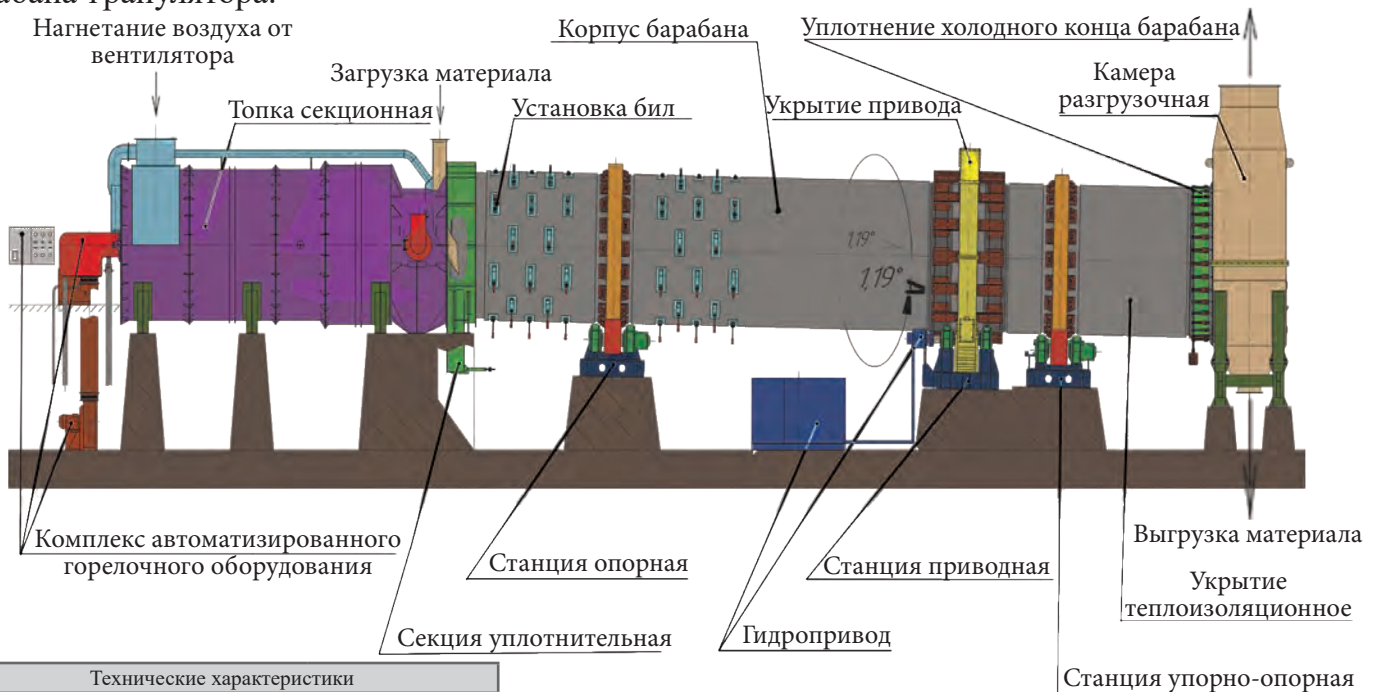 Нагнетание воздуха от
вентилятора
Загрузка материала
Топка секционная
Установка бил
Корпус барабана
Уплотнение холодного конца барабана
Укрытие привода
Камера
разгрузочная
1,19°
1,19°
А
Комплекс автоматизированного
горелочного оборудования
Станция опорная
Станция приводная
Выгрузка материала
Укрытие
теплоизоляционное
Секция уплотнительная
Гидропривод
Станция упорно-опорная
Технические характеристики